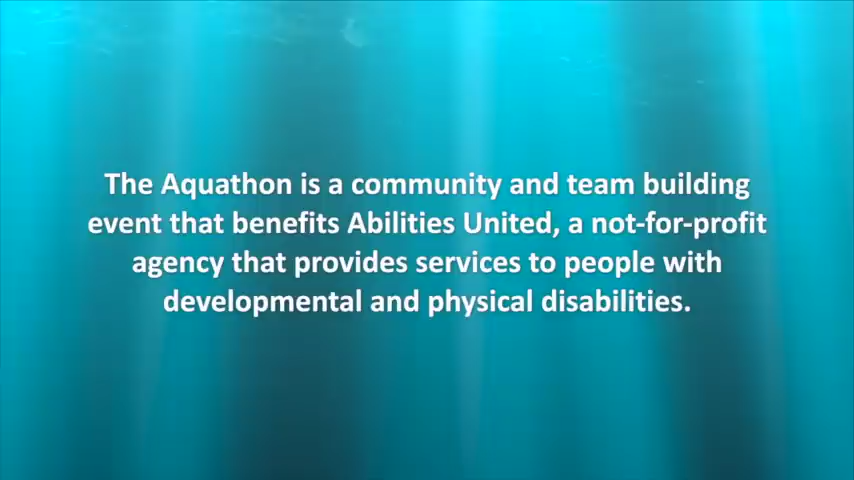 The Aquathon is a community and team building
event that benefits Abilities United, a not-for-profit
agency that provides services to people with
developmental and physical disabilities.